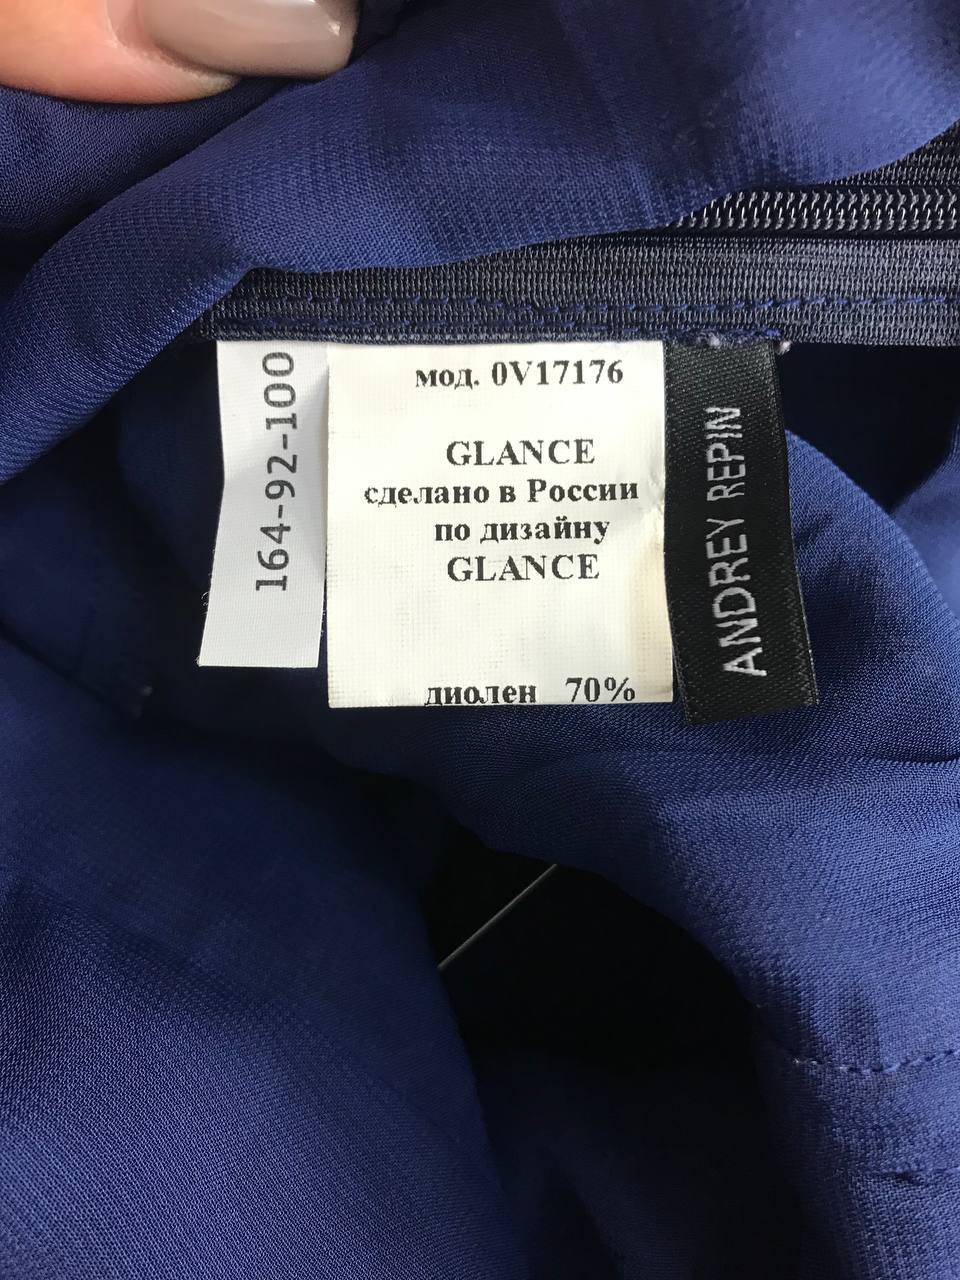 164-92-100
мод. 0V17176
GLANCE
сделано в России
по дизайну
GLANCE
диолен 70%
ANDREY REPIN